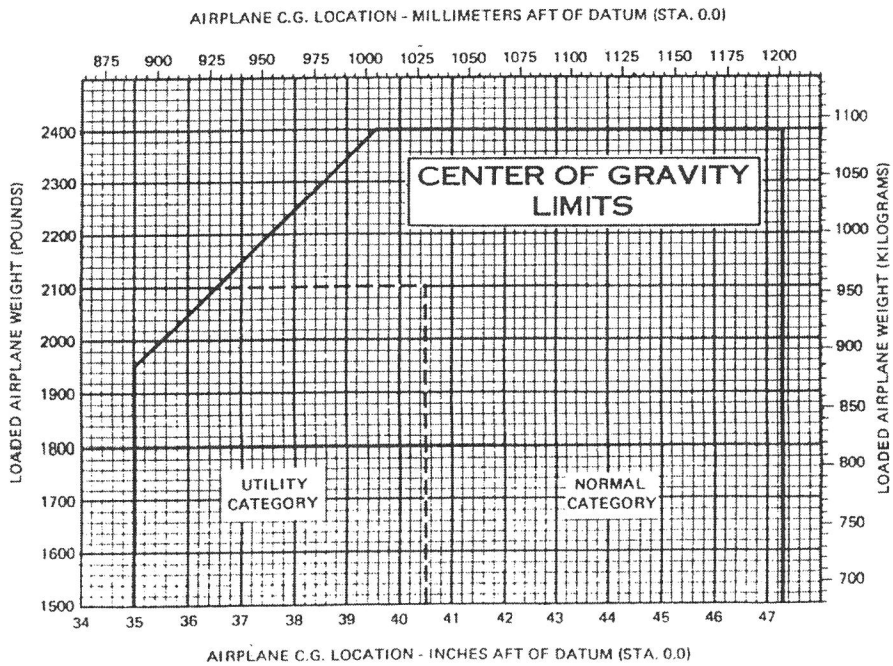 AIRPLANE C.G. LOCATION - MILLIMETERS AFT OF DATUM (STA. 0.0)
875 900 925 950 975 1000 1025 1050 1075 1100 1125 1150 1175 1200
LOADED AIRPLANE WEIGHT (POUNDS)
2400
2300
2200
2100
2000
1900
1800
1700
1600
1500
CENTER OF GRAVITY
LIMITS
UTILITY
CATEGORY
NORMAL
CATEGORY
1100
1050
1000
950
900
850
800
750
700
LOADED AIRPLANE WEIGHT (KILOGRAMS)
34 35 36 37 38 39 40 41 42 43 44 45 46 47
AIRPLANE C.G. LOCATION - INCHES AFT OF DATUM (STA. 0.0)